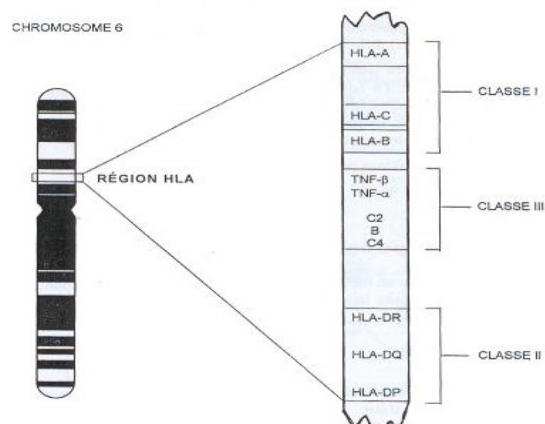 CHROMOSOME 6
RÉGION HLA
HLA-A
HLA-C
HLA-B
CLASSE I
TNF-β
TNF-α
C2
B
C4
CLASSE III
HLA-DR
HLA-DQ
HLA-DP
CLASSE II